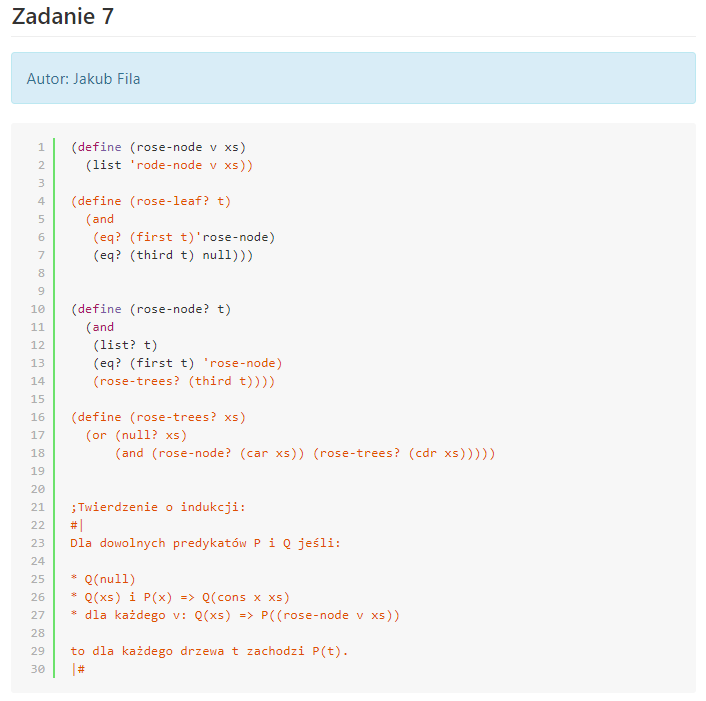 Zadanie 7
Autor: Jakub Fila
1 (define (rose-node v xs)
2   (list 'rode-node v xs))
3
4 (define (rose-leaf? t)
5   (and
6    (eq? (first t)'rose-node)
7    (eq? (third t) null)))
8
9
10 (define (rose-node? t)
11   (and
12    (list? t)
13    (eq? (first t) 'rose-node)
14    (rose-trees? (third t))))
15
16 (define (rose-trees? xs)
17   (or (null? xs)
18       (and (rose-node? (car xs)) (rose-trees? (cdr xs)))))
19
20
21 ;Twierdzenie o indukcji:
22 #|
23 Dla dowolnych predykatów P i Q jeśli:
24
25 * Q(null)
26 * Q(xs) i P(x) => Q(cons x xs)
27 * dla każdego v: Q(xs) => P((rose-node v xs))
28
29 to dla każdego drzewa t zachodzi P(t).
30 |#